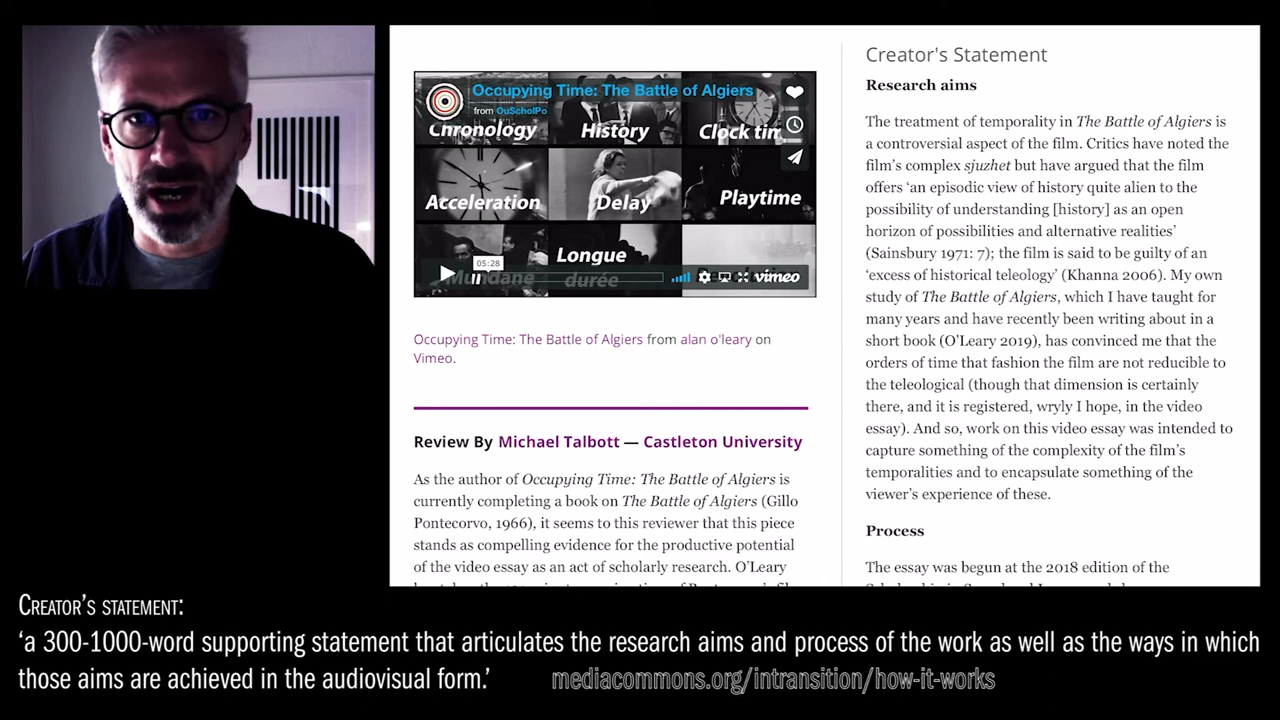 Occupying Time: The Battle of Algiers
from OuScholPo
Chronology
History
Clock tim
Acceleration
Delay
Playtime
05:28
Mundane
Longue
durée
vimeo
Occupying Time: The Battle of Algiers from alan o'leary on
Vimeo.
Review By Michael Talbott — Castleton University
As the author of Occupying Time: The Battle of Algiers is
currently completing a book on The Battle of Algiers (Gillo
Pontecorvo, 1966), it seems to this reviewer that this piece
stands as compelling evidence for the productive potential
of the video essay as an act of scholarly research. O'Leary
Creator's Statement
Research aims
The treatment of temporality in The Battle of Algiers is
a controversial aspect of the film. Critics have noted the
film's complex sjuzhet but have argued that the film
offers 'an episodic view of history quite alien to the
possibility of understanding [history] as an open
horizon of possibilities and alternative realities'
(Sainsbury 1971: 7); the film is said to be guilty of an
'excess of historical teleology' (Khanna 2006). My own
study of The Battle of Algiers, which I have taught for
many years and have recently been writing about in a
short book (O'Leary 2019), has convinced me that the
orders of time that fashion the film are not reducible to
the teleological (though that dimension is certainly
there, and it is registered, wryly I hope, in the video
essay). And so, work on this video essay was intended to
capture something of the complexity of the film's
temporalities and to encapsulate something of the
viewer's experience of these.
Process
The essay was begun at the 2018 edition of the
Creator's statement:
'a 300-1000-word supporting statement that articulates the research aims and process of the work as well as the ways in which
those aims are achieved in the audiovisual form.' mediacommons.org/intransition/how-it-works